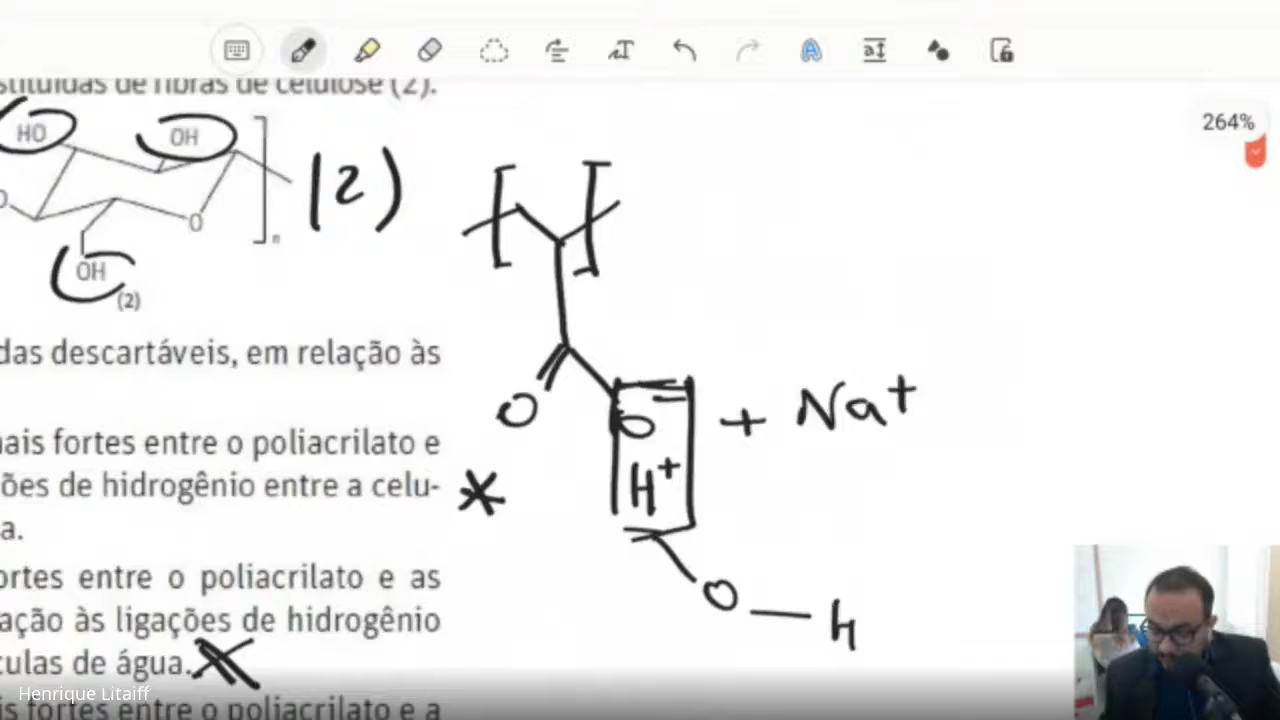 264%
stituídas de fibras de celulose (2).
HO
OH
O
O
n
OH
(2)
(2)
O
O
H+
+ Na+
O — H
das descartáveis, em relação às
nais fortes entre o poliacrilato e
ões de hidrogênio entre a celu-
a.
ortes entre o poliacrilato e as
ação às ligações de hidrogênio
culas de água.
is fortes entre o poliacrilato e a
Henrique Litaiff